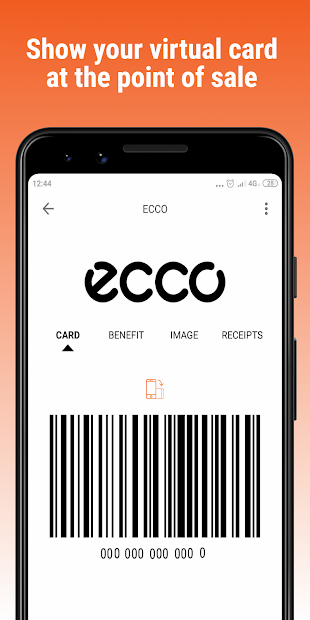 Show your virtual card
at the point of sale
12:44 ... 4G 26
ECCO
ecco
CARD BENEFIT IMAGE RECEIPTS
000 000 000 000 0